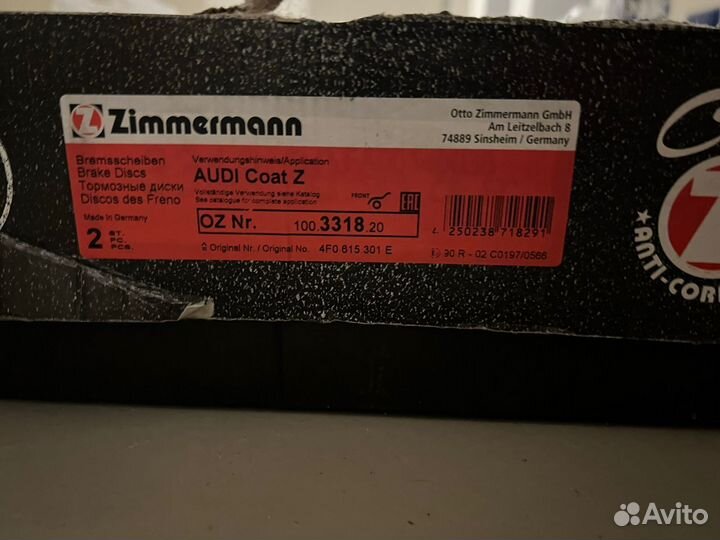 Zimmermann
Otto Zimmermann GmbH
Am Leitzelbach 8
74889 Sinsheim / Germany
Bremsscheiben
Brake Discs
Тормозные диски
Discos des Freno
Made in Germany
2 ST.
PC.
PCS.
Verwendungshinweis/Application
AUDI Coat Z
Vollständige Verwendung siehe Katalog
See catalogue for complete application
FRONT
EAC
OZ Nr. 100.3318.20
Original Nr. / Original No. 4F0 615 301 E
4 250238 718291
90 R - 02 C0197/0566
Z
ANTI-COR
Avito